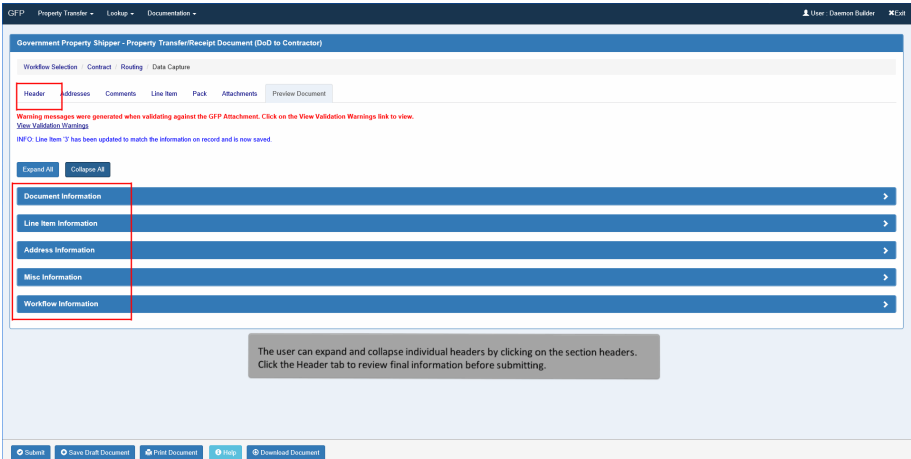 GFP Property Transfer Lookup Documentation User : Daemon Builder Exit
Government Property Shipper - Property Transfer/Receipt Document (DoD to Contractor)
Workflow Selection / Contract / Routing / Data Capture
Header Addresses Comments Line Item Pack Attachments Preview Document
Warning messages were generated when validating against the GFP Attachment. Click on the View Validation Warnings link to view.
View Validation Warnings
INFO: Line Item '3' has been updated to match the information on record and is now saved.
Expand All Collapse All
Document Information
Line Item Information
Address Information
Misc Information
Workflow Information
The user can expand and collapse individual headers by clicking on the section headers.
Click the Header tab to review final information before submitting.
Submit Save Draft Document Print Document Help Download Document